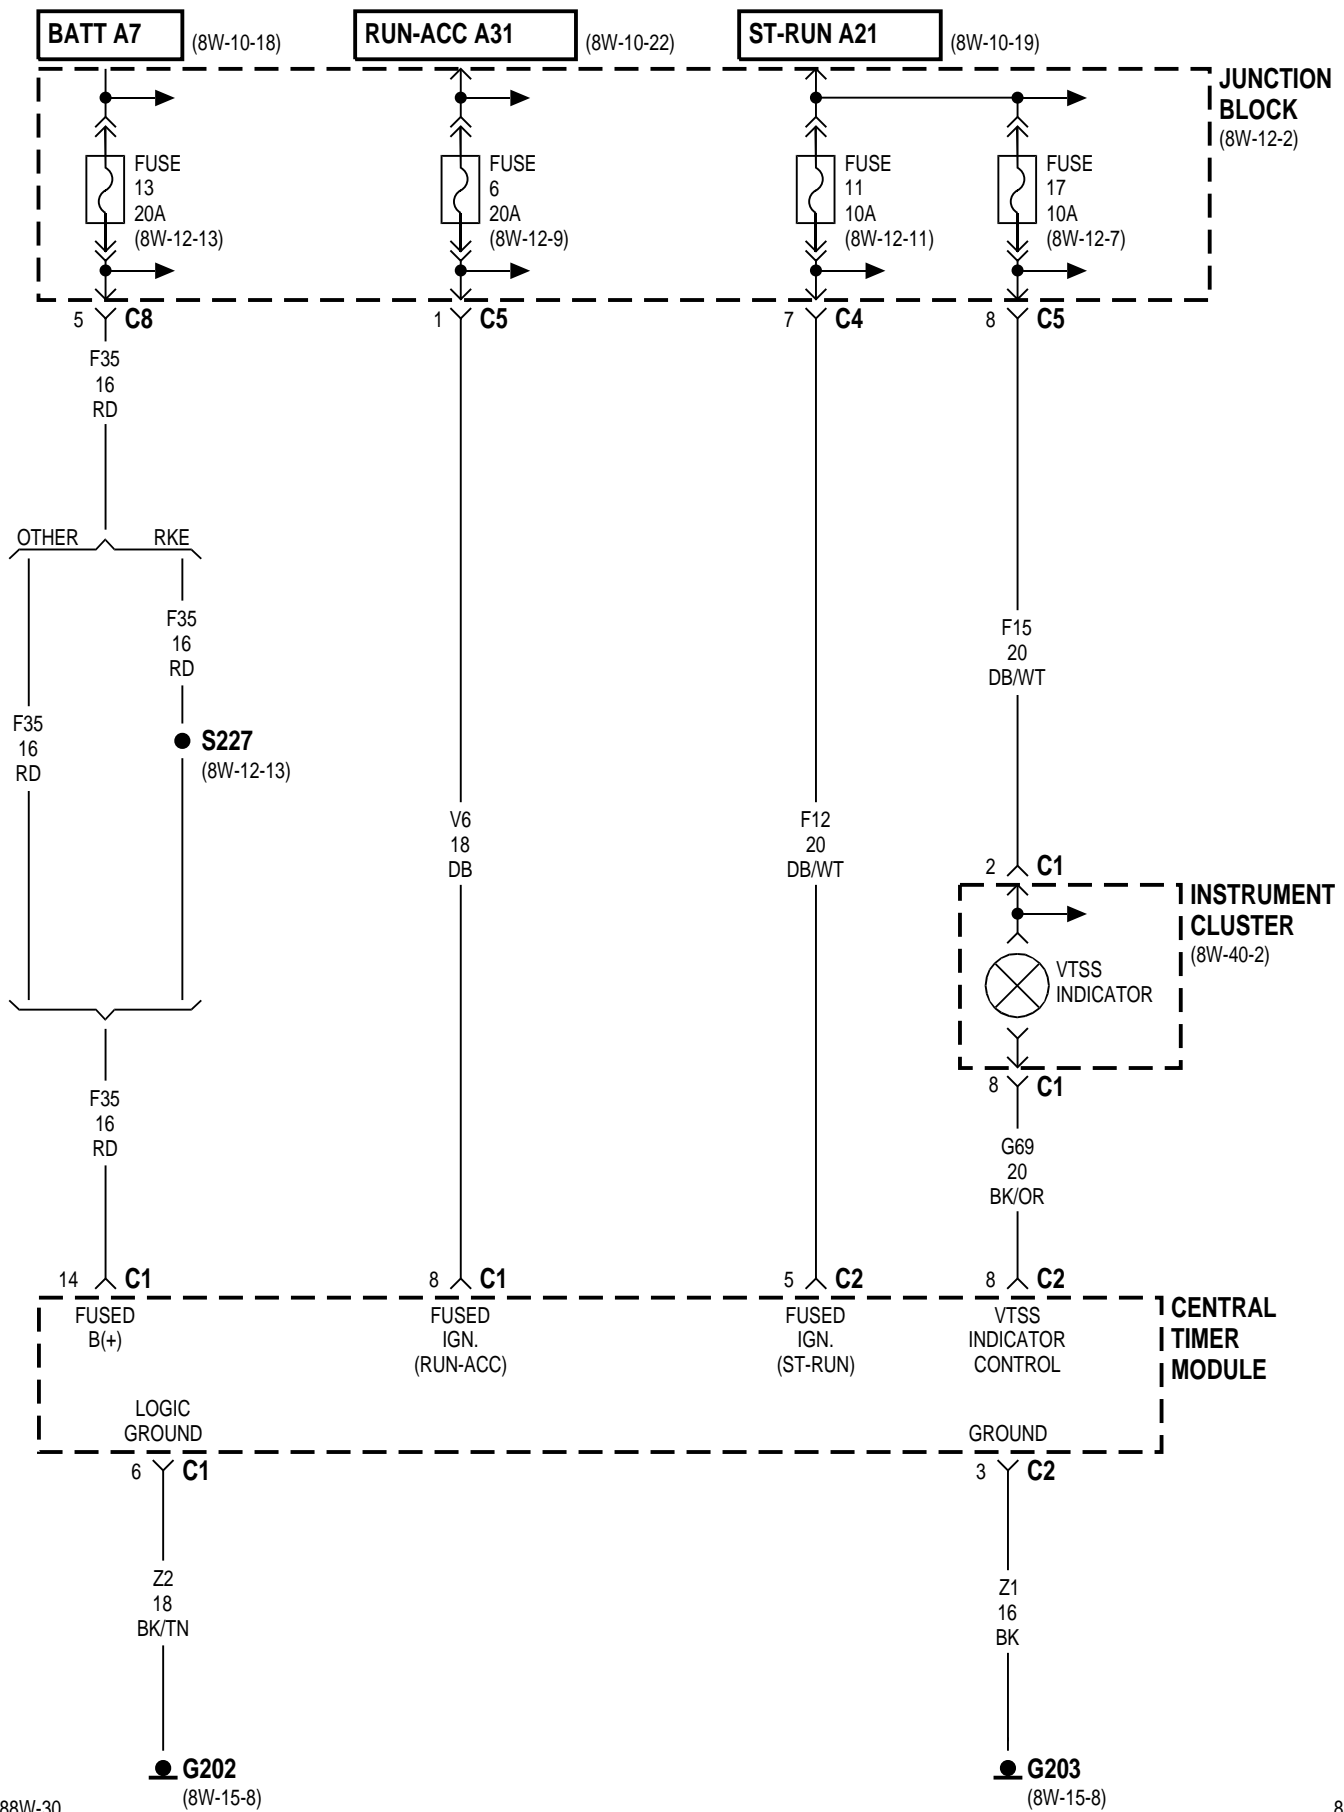 BATT A7 (8W-10-18)
RUN-ACC A31 (8W-10-22)
ST-RUN A21 (8W-10-19)
JUNCTION
BLOCK
(8W-12-2)
FUSE
13
20A
(8W-12-13)
FUSE
6
20A
(8W-12-9)
FUSE
11
10A
(8W-12-11)
FUSE
17
10A
(8W-12-7)
5 C8
1 C5
7 C4
8 C5
F35
16
RD
OTHER RKE
F35
16
RD
F35
16
RD
S227
(8W-12-13)
V6
18
DB
F12
20
DB/WT
F15
20
DB/WT
2 C1
INSTRUMENT
CLUSTER
(8W-40-2)
VTSS
INDICATOR
8 C1
F35
16
RD
G69
20
BK/OR
14 C1
8 C1
5 C2
8 C2
FUSED
B(+)
FUSED
IGN.
(RUN-ACC)
FUSED
IGN.
(ST-RUN)
VTSS
INDICATOR
CONTROL
CENTRAL
TIMER
MODULE
LOGIC
GROUND
GROUND
6 C1
3 C2
Z2
18
BK/TN
Z1
16
BK
G202
(8W-15-8)
G203
(8W-15-8)